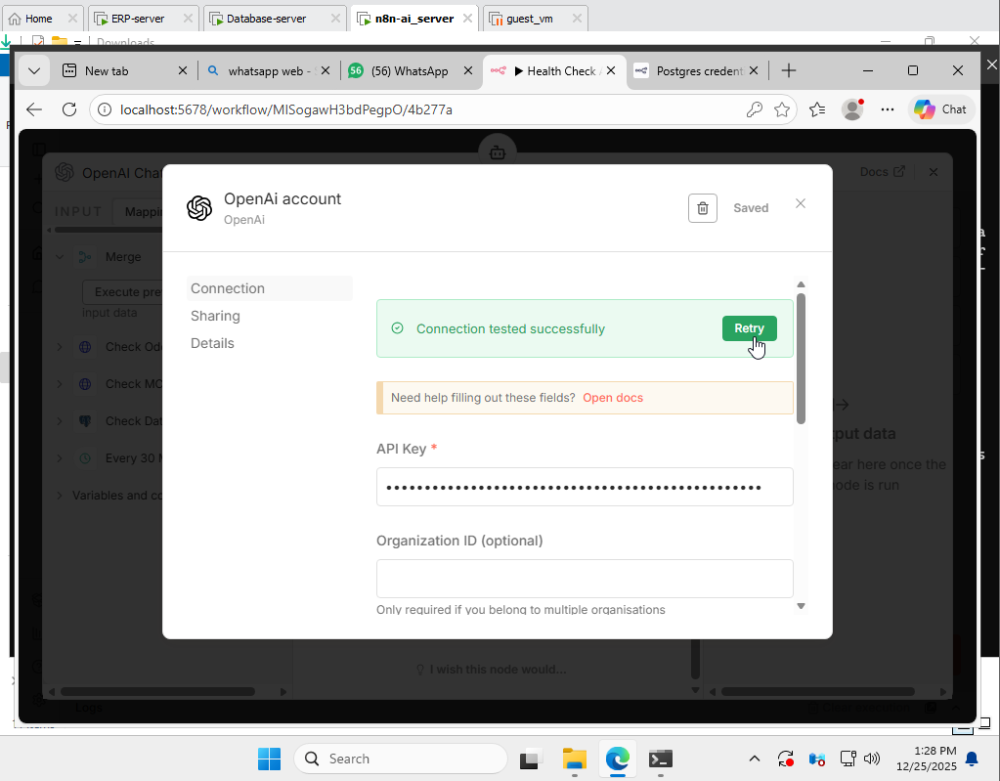 Home
ERP-server
Database-server
n8n-ai_server
guest_vm
Downloads
New tab
whatsapp web -
(56) WhatsApp
Health Check
Postgres credent
localhost:5678/workflow/MISogawH3bdPegpO/4b277a
Chat
OpenAI Cha
Docs
INPUT
Mappin
Merge
Execute pre
input data
Check Od
Check MC
Check Dat
Every 30 M
Variables and co
OpenAi account
OpenAi
Saved
Connection
Sharing
Details
Connection tested successfully
Retry
Need help filling out these fields? Open docs
API Key *
••••••••••••••••••••••••••••••••••••••••••••••••••
Organization ID (optional)
Only required if you belong to multiple organisations
put data
ear here once the
node is run
I wish this node would...
Logs
Search
1:28 PM
12/25/2025